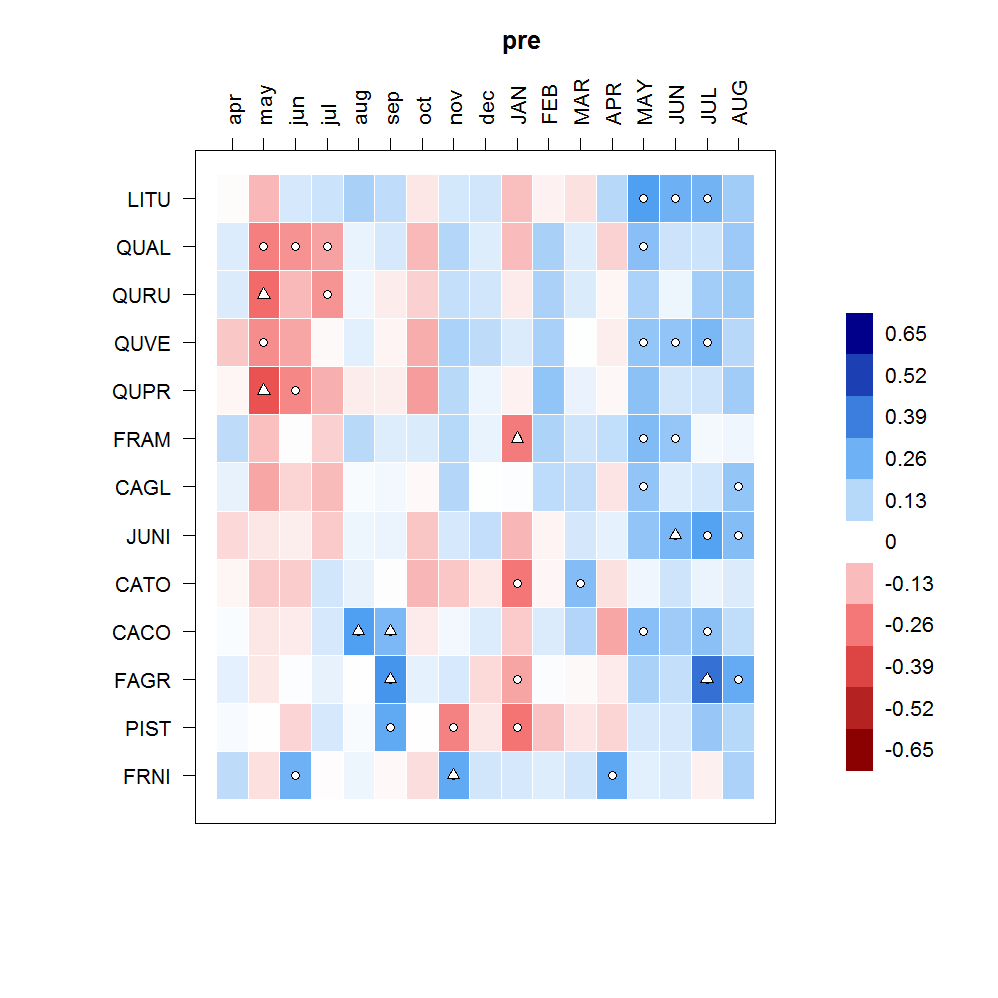 pre
apr may jun jul aug sep oct nov dec JAN FEB MAR APR MAY JUN JUL AUG
LITU
QUAL
QURU
QUVE
QUPR
FRAM
CAGL
JUNI
CATO
CACO
FAGR
PIST
FRNI
0.65
0.52
0.39
0.26
0.13
0
-0.13
-0.26
-0.39
-0.52
-0.65